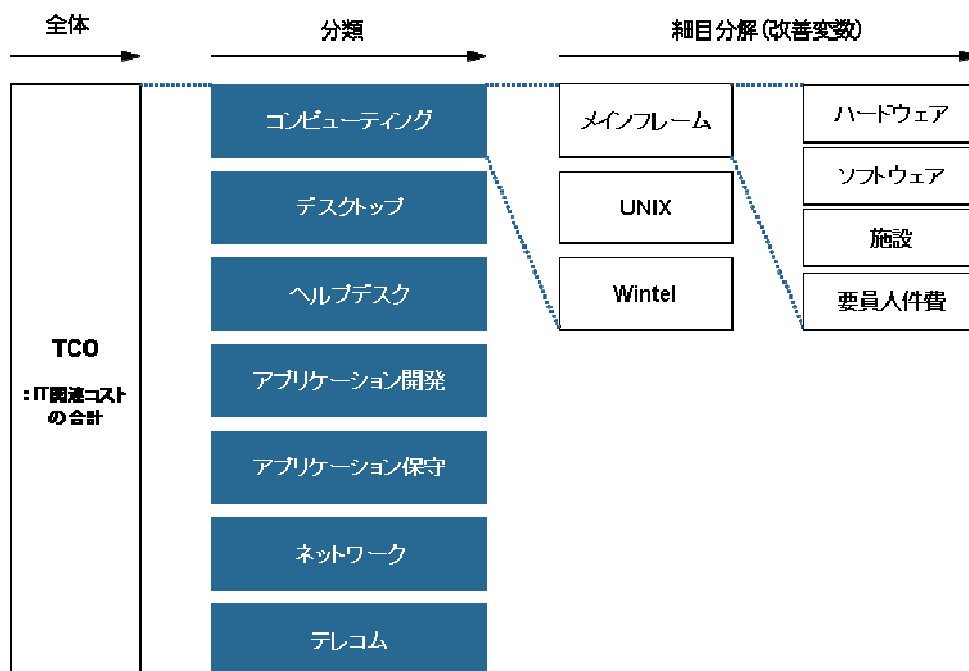 全体
分類
細目分解(改善変数)
TCO
:IT関連コスト
の合計
コンピューティング
デスクトップ
ヘルプデスク
アプリケーション開発
アプリケーション保守
ネットワーク
テレコム
メインフレーム
UNIX
Wintel
ハードウェア
ソフトウェア
施設
要員人件費